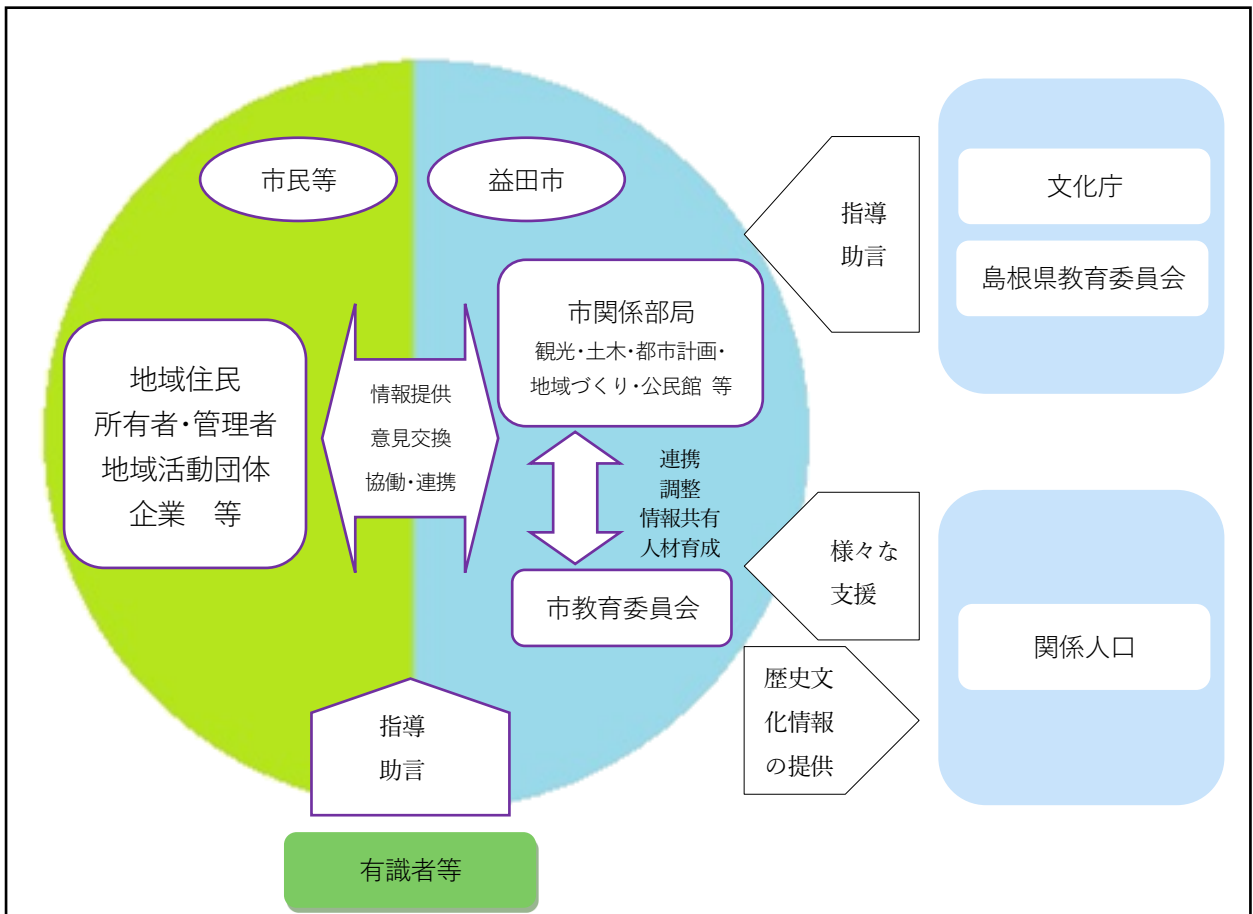 市民等
益田市
指導
助言
文化庁
島根県教育委員会
市関係部局
観光・土木・都市計画・
地域づくり・公民館 等
地域住民
所有者・管理者
地域活動団体
企業　等
情報提供
意見交換
協働・連携
連携
調整
情報共有
人材育成
市教育委員会
様々な
支援
関係人口
歴史文
化情報
の提供
指導
助言
有識者等